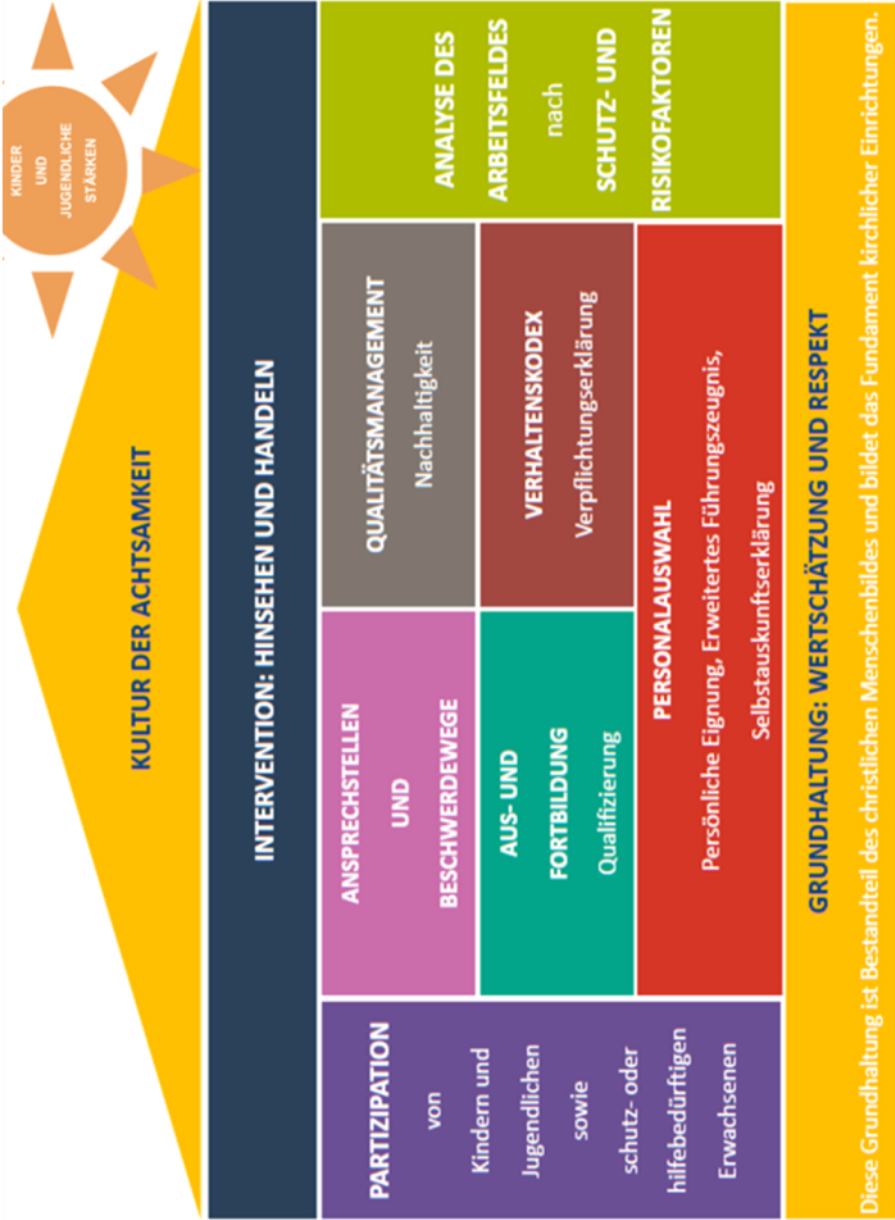 KINDER
UND
JUGENDLICHE
STÄRKEN
KULTUR DER ACHTSAMKEIT
INTERVENTION: HINSEHEN UND HANDELN
PARTIZIPATION
von
Kindern und
Jugendlichen
sowie
schutz- oder
hilfebedürftigen
Erwachsenen
ANSPRECHSTELLEN
UND
BESCHWERDEWEGE
QUALITÄTSMANAGEMENT
Nachhaltigkeit
AUS- UND
FORTBILDUNG
Qualifizierung
VERHALTENSKODEX
Verpflichtungserklärung
PERSONALAUSWAHL
Persönliche Eignung, Erweitertes Führungszeugnis,
Selbstauskunftserklärung
ANALYSE DES
ARBEITSFELDES
nach
SCHUTZ- UND
RISIKOFAKTOREN
GRUNDHALTUNG: WERTSCHÄTZUNG UND RESPEKT
Diese Grundhaltung ist Bestandteil des christlichen Menschenbildes und bildet das Fundament kirchlicher Einrichtungen.